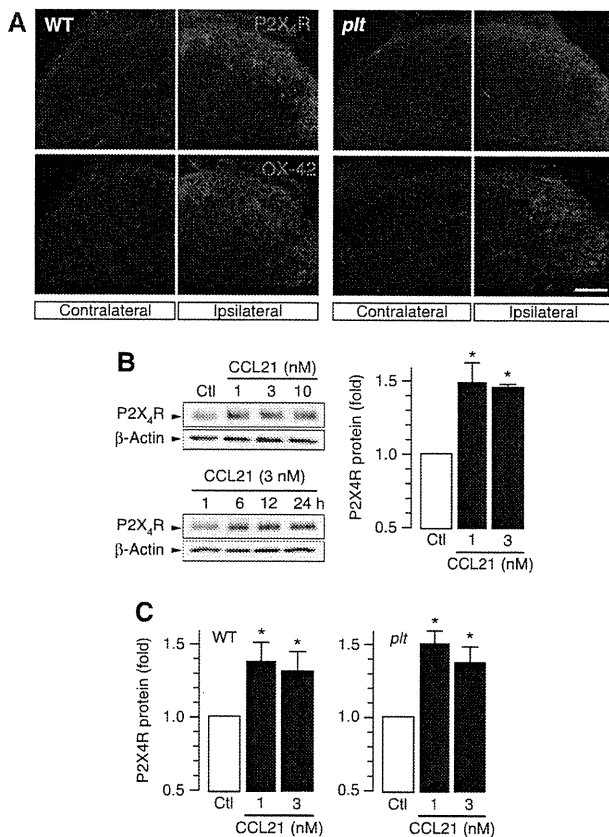 A
WT
P2X4R
plt
OX-42
Contralateral
Ipsilateral
Contralateral
Ipsilateral
B
CCL21 (nM)
Ctl 1 3 10
P2X4R
β-Actin
CCL21 (3 nM)
1 6 12 24 h
P2X4R
β-Actin
P2X4R protein (fold)
1.5
1.0
0.5
*
*
Ctl 1 3
CCL21 (nM)
C
P2X4R protein (fold)
WT
1.5
1.0
0.5
*
*
Ctl 1 3
CCL21 (nM)
plt
1.5
1.0
0.5
*
*
Ctl 1 3
CCL21 (nM)